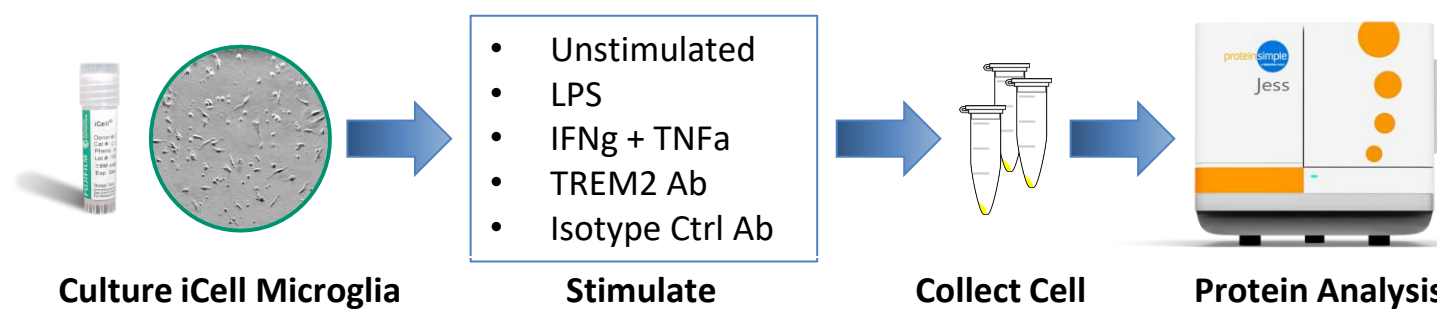 • Unstimulated
• LPS
• IFNg + TNFa
• TREM2 Ab
• Isotype Ctrl Ab
proteinsimple
Jess
iCell
FUJIFILM
Culture iCell Microglia
Stimulate
Collect Cell
Protein Analysis